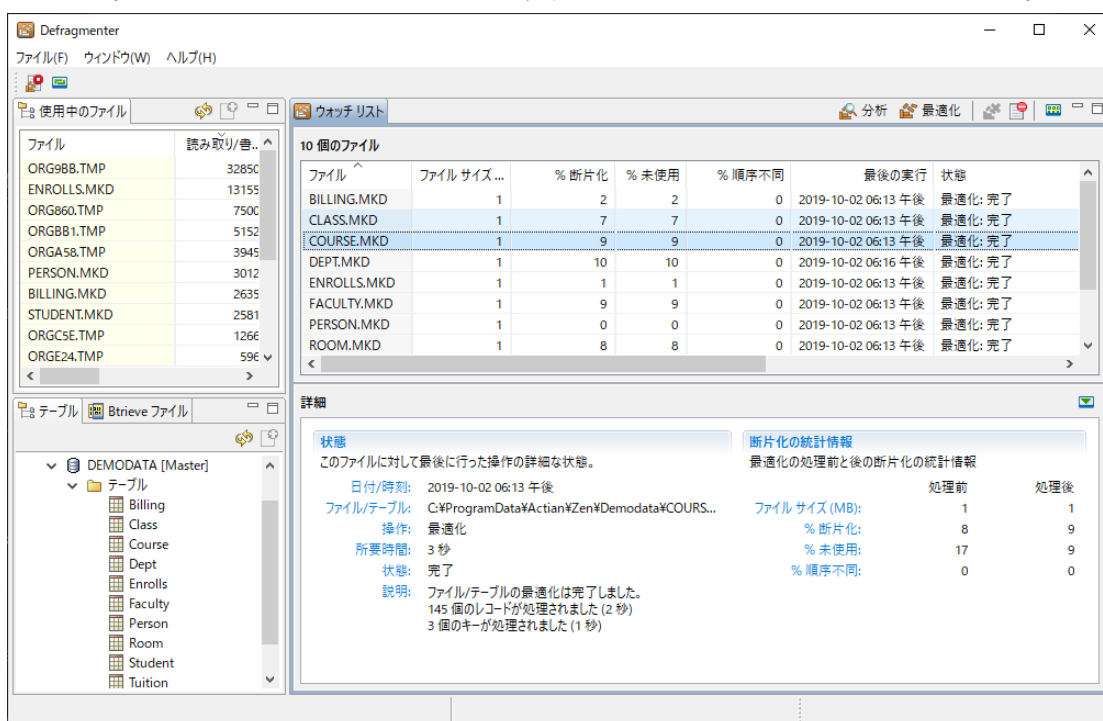 Defragmenter
ファイル(F) ウィンドウ(W) ヘルプ(H)
使用中のファイル
ファイル 読み取り/書..
ORG9BB.TMP 32850
ENROLLS.MKD 13155
ORG860.TMP 7500
ORGBB1.TMP 5152
ORGA58.TMP 3945
PERSON.MKD 3012
BILLING.MKD 2635
STUDENT.MKD 2581
ORGC5E.TMP 1266
ORGE24.TMP 596
テーブル Btrieve ファイル
DEMODATA [Master]
テーブル
Billing
Class
Course
Dept
Enrolls
Faculty
Person
Room
Student
Tuition
ウォッチ リスト 分析 最適化
10 個のファイル
ファイル ファイル サイズ ... % 断片化 % 未使用 % 順序不同 最後の実行 状態
BILLING.MKD 1 2 2 0 2019-10-02 06:13 午後 最適化: 完了
CLASS.MKD 1 7 7 0 2019-10-02 06:13 午後 最適化: 完了
COURSE.MKD 1 9 9 0 2019-10-02 06:13 午後 最適化: 完了
DEPT.MKD 1 10 10 0 2019-10-02 06:16 午後 最適化: 完了
ENROLLS.MKD 1 1 1 0 2019-10-02 06:13 午後 最適化: 完了
FACULTY.MKD 1 9 9 0 2019-10-02 06:13 午後 最適化: 完了
PERSON.MKD 1 0 0 0 2019-10-02 06:13 午後 最適化: 完了
ROOM.MKD 1 8 8 0 2019-10-02 06:13 午後 最適化: 完了
詳細
状態
このファイルに対して最後に行った操作の詳細な状態。
日付/時刻: 2019-10-02 06:13 午後
ファイル/テーブル: C:¥ProgramData¥Actian¥Zen¥Demodata¥COURS...
操作: 最適化
所要時間: 3 秒
状態: 完了
説明: ファイル/テーブルの最適化は完了しました。
145 個のレコードが処理されました (2 秒)
3 個のキーが処理されました (1 秒)
断片化の統計情報
最適化の処理前と後の断片化の統計情報
処理前 処理後
ファイル サイズ (MB): 1 1
% 断片化: 8 9
% 未使用: 17 9
% 順序不同: 0 0